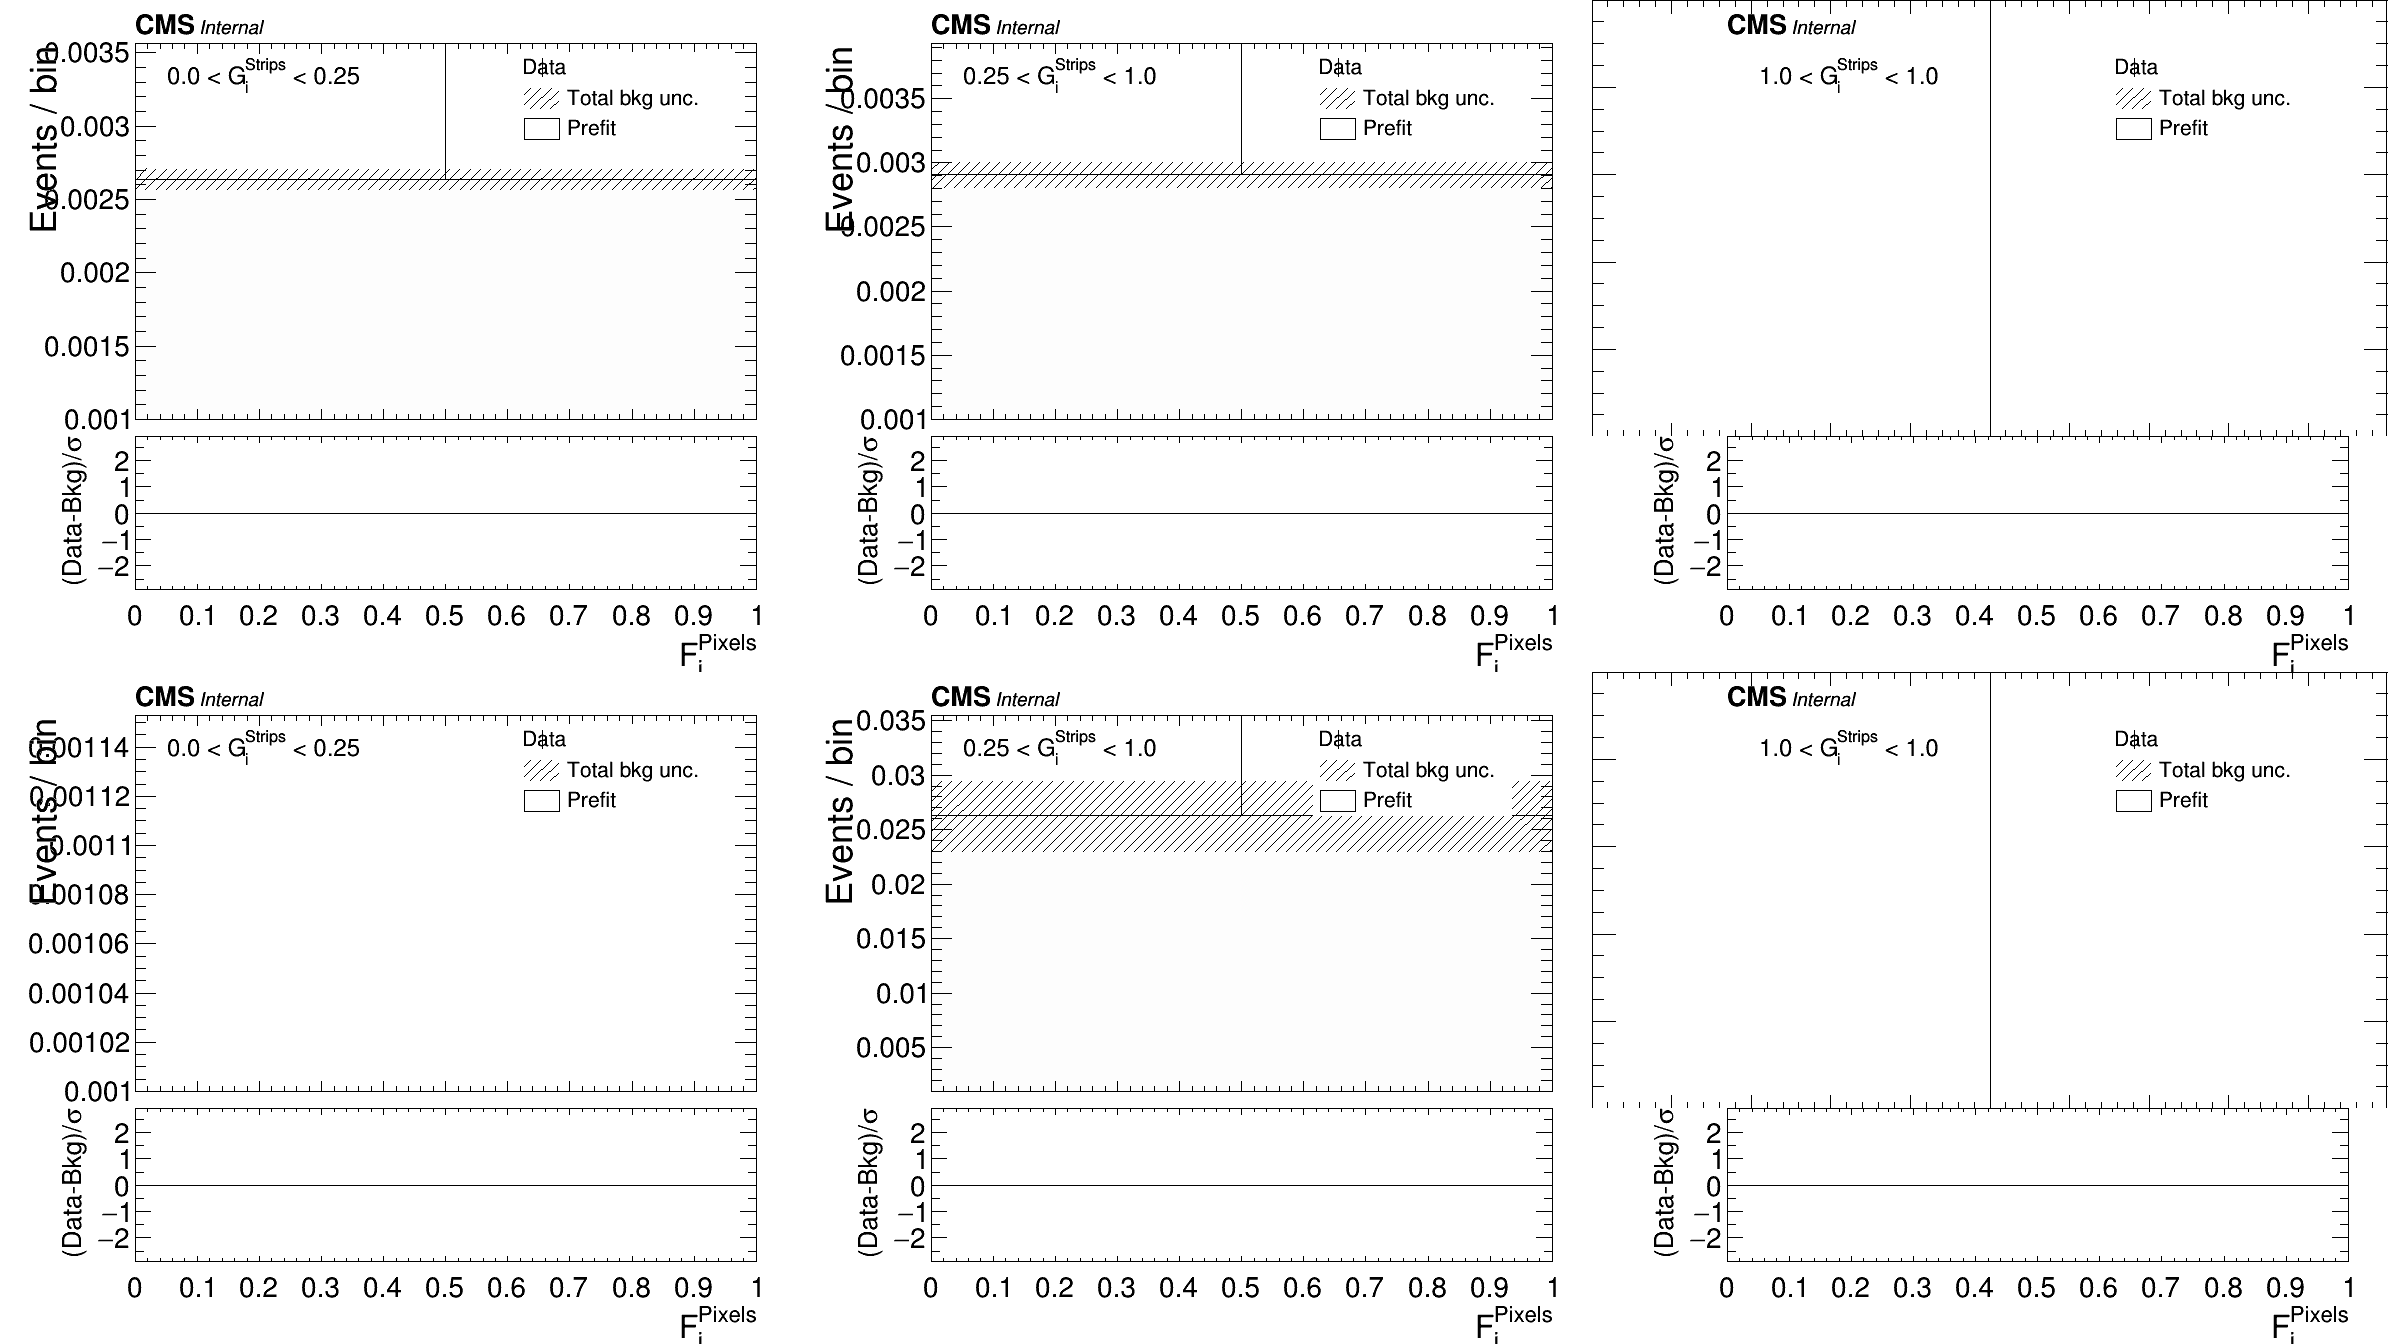 CMS Internal
Events / bin
0.0 < G_i^Strips < 0.25
Data
Total bkg unc.
Prefit
0.0035
0.003
0.0025
0.002
0.0015
0.001
(Data-Bkg)/σ
2
1
0
−1
−2
0 0.1 0.2 0.3 0.4 0.5 0.6 0.7 0.8 0.9 1
F_i^Pixels
CMS Internal
Events / bin
0.25 < G_i^Strips < 1.0
Data
Total bkg unc.
Prefit
0.0035
0.003
0.0025
0.002
0.0015
0.001
(Data-Bkg)/σ
2
1
0
−1
−2
0 0.1 0.2 0.3 0.4 0.5 0.6 0.7 0.8 0.9 1
F_i^Pixels
CMS Internal
1.0 < G_i^Strips < 1.0
Data
Total bkg unc.
Prefit
(Data-Bkg)/σ
2
1
0
−1
−2
0 0.1 0.2 0.3 0.4 0.5 0.6 0.7 0.8 0.9 1
F_i^Pixels
CMS Internal
Events / bin
0.0 < G_i^Strips < 0.25
Data
Total bkg unc.
Prefit
0.00114
0.00112
0.0011
0.00108
0.00106
0.00104
0.00102
0.001
(Data-Bkg)/σ
2
1
0
−1
−2
0 0.1 0.2 0.3 0.4 0.5 0.6 0.7 0.8 0.9 1
F_i^Pixels
CMS Internal
Events / bin
0.25 < G_i^Strips < 1.0
Data
Total bkg unc.
Prefit
0.035
0.03
0.025
0.02
0.015
0.01
0.005
(Data-Bkg)/σ
2
1
0
−1
−2
0 0.1 0.2 0.3 0.4 0.5 0.6 0.7 0.8 0.9 1
F_i^Pixels
CMS Internal
1.0 < G_i^Strips < 1.0
Data
Total bkg unc.
Prefit
(Data-Bkg)/σ
2
1
0
−1
−2
0 0.1 0.2 0.3 0.4 0.5 0.6 0.7 0.8 0.9 1
F_i^Pixels